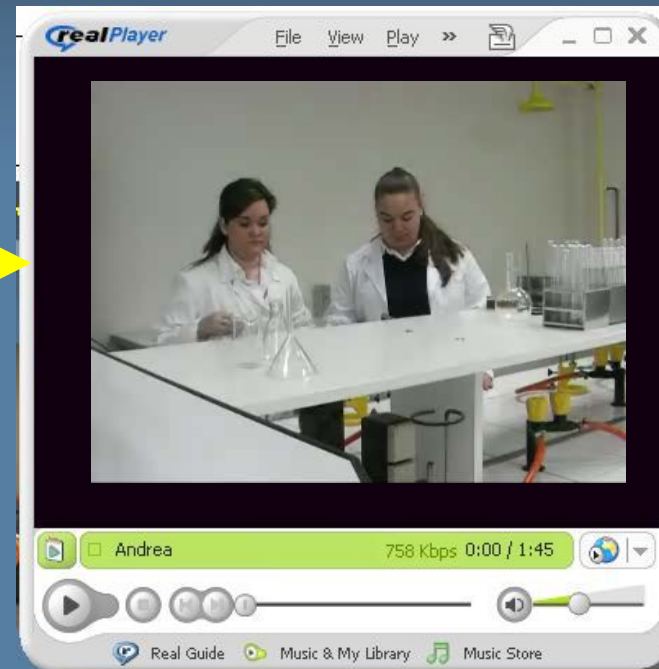 realPlayer File View Play »
Andrea 758 Kbps 0:00 / 1:45
Real Guide Music & My Library Music Store